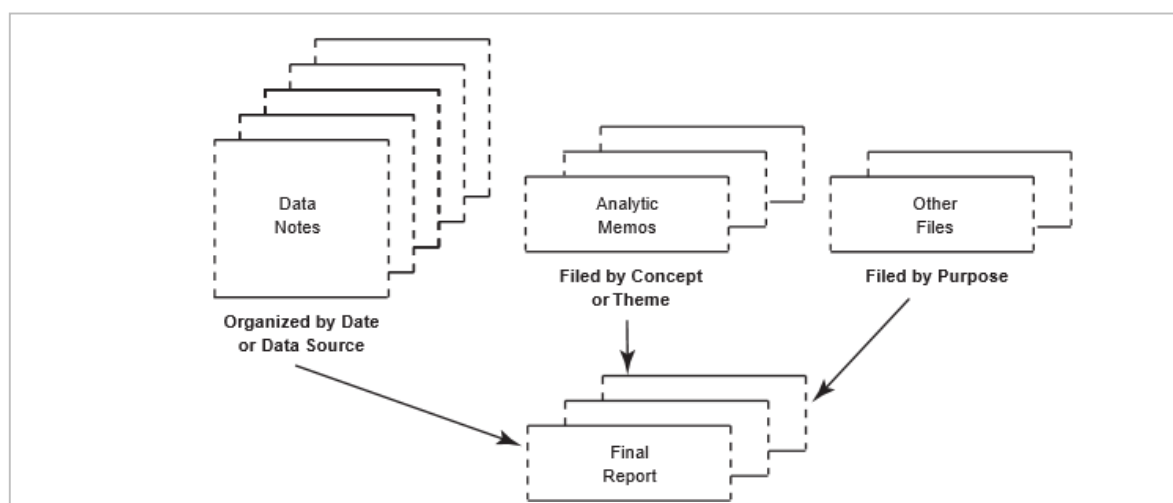 Data
Notes
Organized by Date
or Data Source
Analytic
Memos
Filed by Concept
or Theme
Other
Files
Filed by Purpose
Final
Report